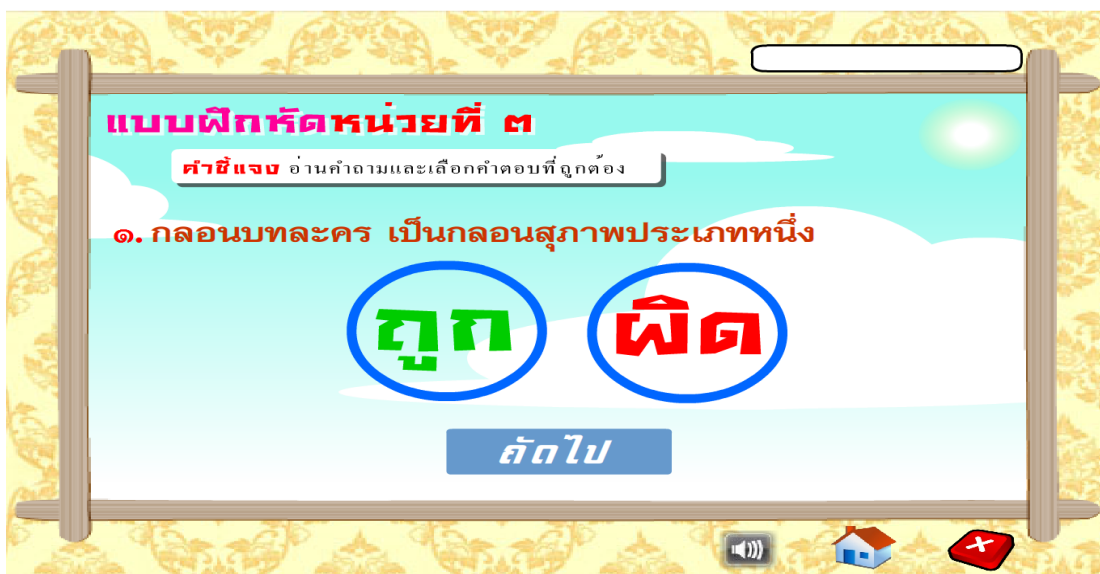 แบบฝึกหัดหน่วยที่ ๓
คำชี้แจง อ่านคำถามและเลือกคำตอบที่ถูกต้อง
๑. กลอนบทละคร เป็นกลอนสุภาพประเภทหนึ่ง
ถูก ผิด
ถัดไป